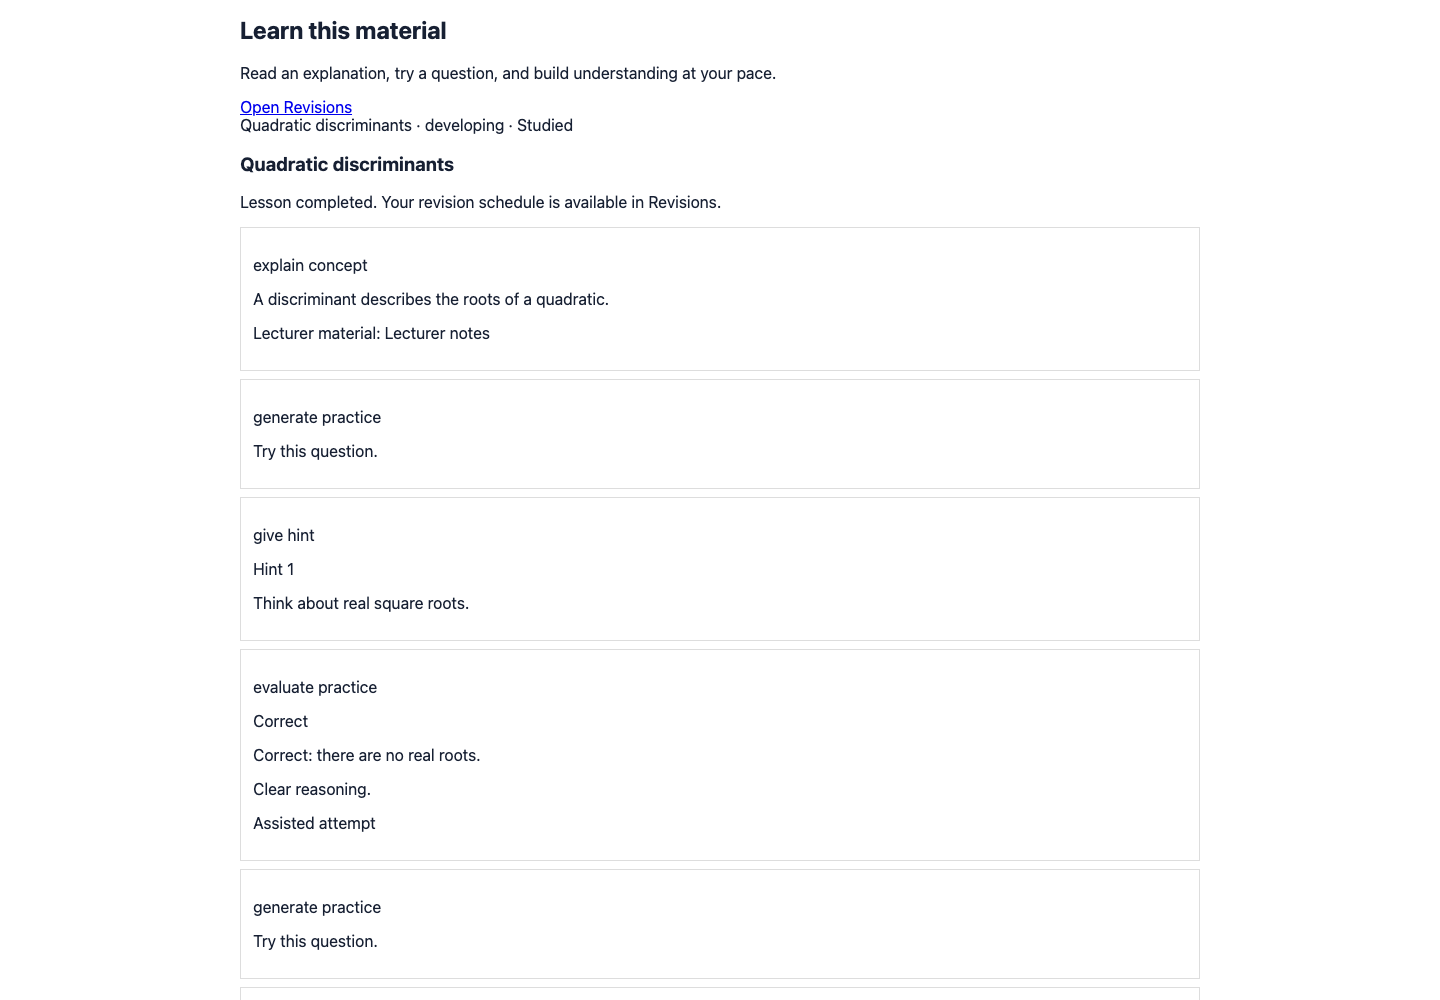 Learn this material
Read an explanation, try a question, and build understanding at your pace.
Open Revisions
Quadratic discriminants · developing · Studied
Quadratic discriminants
Lesson completed. Your revision schedule is available in Revisions.
explain concept
A discriminant describes the roots of a quadratic.
Lecturer material: Lecturer notes
generate practice
Try this question.
give hint
Hint 1
Think about real square roots.
evaluate practice
Correct
Correct: there are no real roots.
Clear reasoning.
Assisted attempt
generate practice
Try this question.